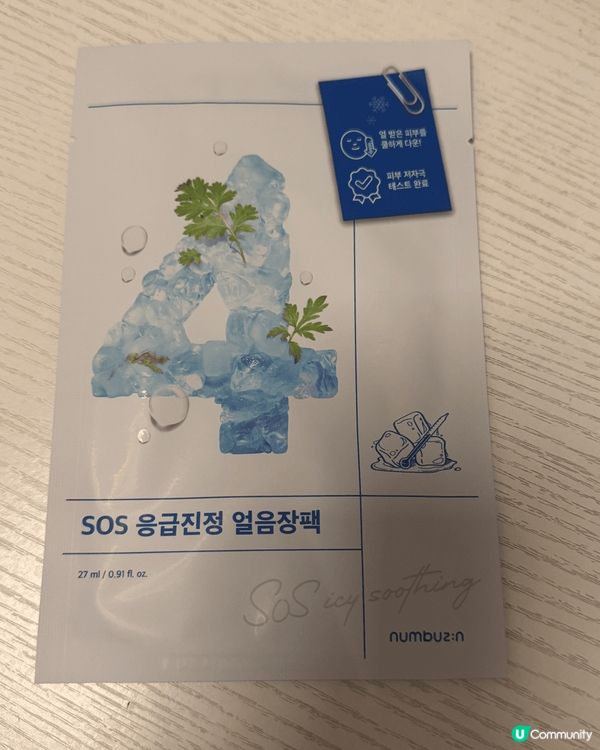 열 받은 피부를
쿨하게 다운!
피부 저자극
테스트 완료
SOS 응급진정 얼음장팩
27 ml / 0.91 fl. oz.
SOS icy soothing
numbuz:n
U Community